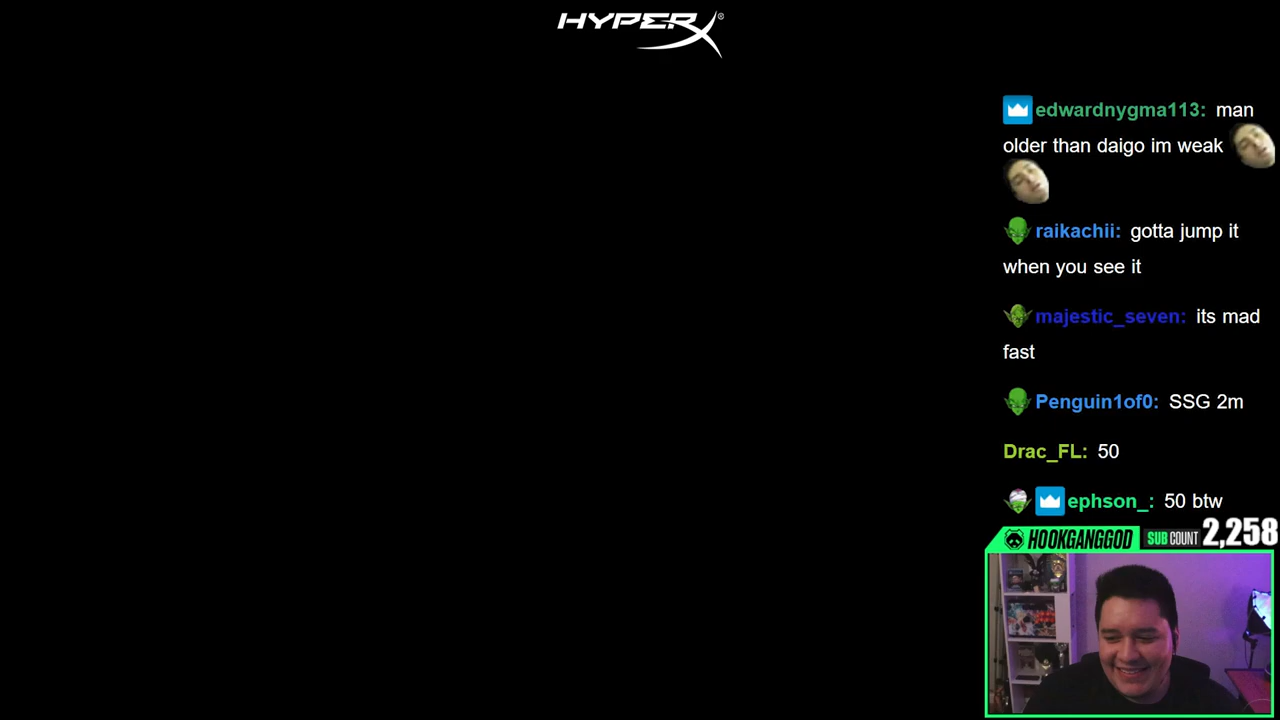 HYPERX®
edwardnygma113: man
older than daigo im weak
raikachii: gotta jump it
when you see it
majestic_seven: its mad
fast
Penguin1of0: SSG 2m
Drac_FL: 50
ephson_: 50 btw
HOOKGANGGOD SUB COUNT 2,258